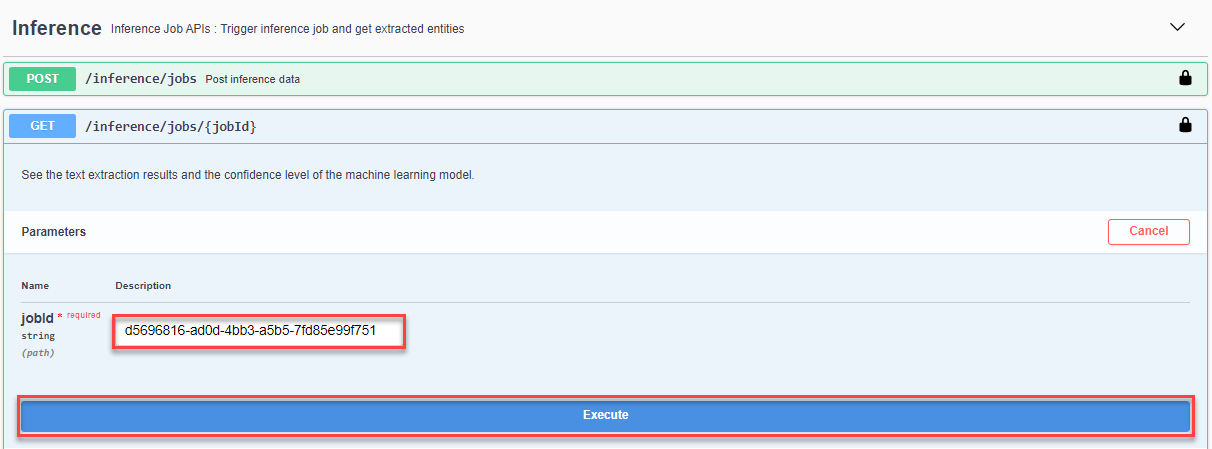 Inference Inference Job APIs : Trigger inference job and get extracted entities
POST /inference/jobs Post inference data
GET /inference/jobs/{jobId}
See the text extraction results and the confidence level of the machine learning model.
Parameters
Cancel
Name Description
jobId * required
string
(path)
d5696816-ad0d-4bb3-a5b5-7fd85e99f751
Execute